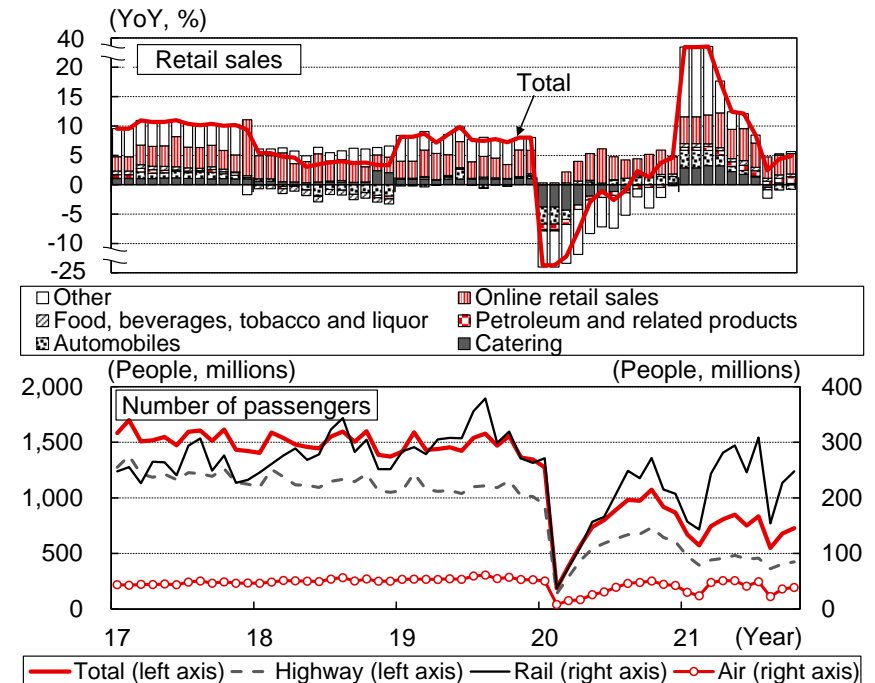 (YoY, %)
40
Retail sales
20
Total
15
10
5
0
-5
-10
-25
Other
Online retail sales
Food, beverages, tobacco and liquor
Petroleum and related products
Automobiles
Catering
(People, millions) (People, millions)
2,000 400
Number of passengers
1,500 300
1,000 200
500 100
0 0
17 18 19 20 21 (Year)
Total (left axis) Highway (left axis) Rail (right axis) Air (right axis)